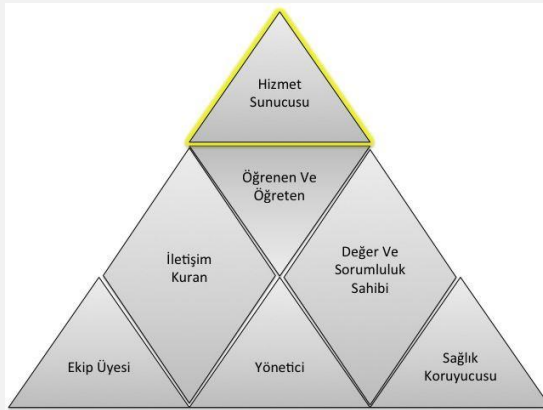 Hizmet
Sunucusu
Öğrenen Ve
Öğreten
İletişim
Kuran
Değer Ve
Sorumluluk
Sahibi
Ekip Üyesi
Yönetici
Sağlık
Koruyucusu